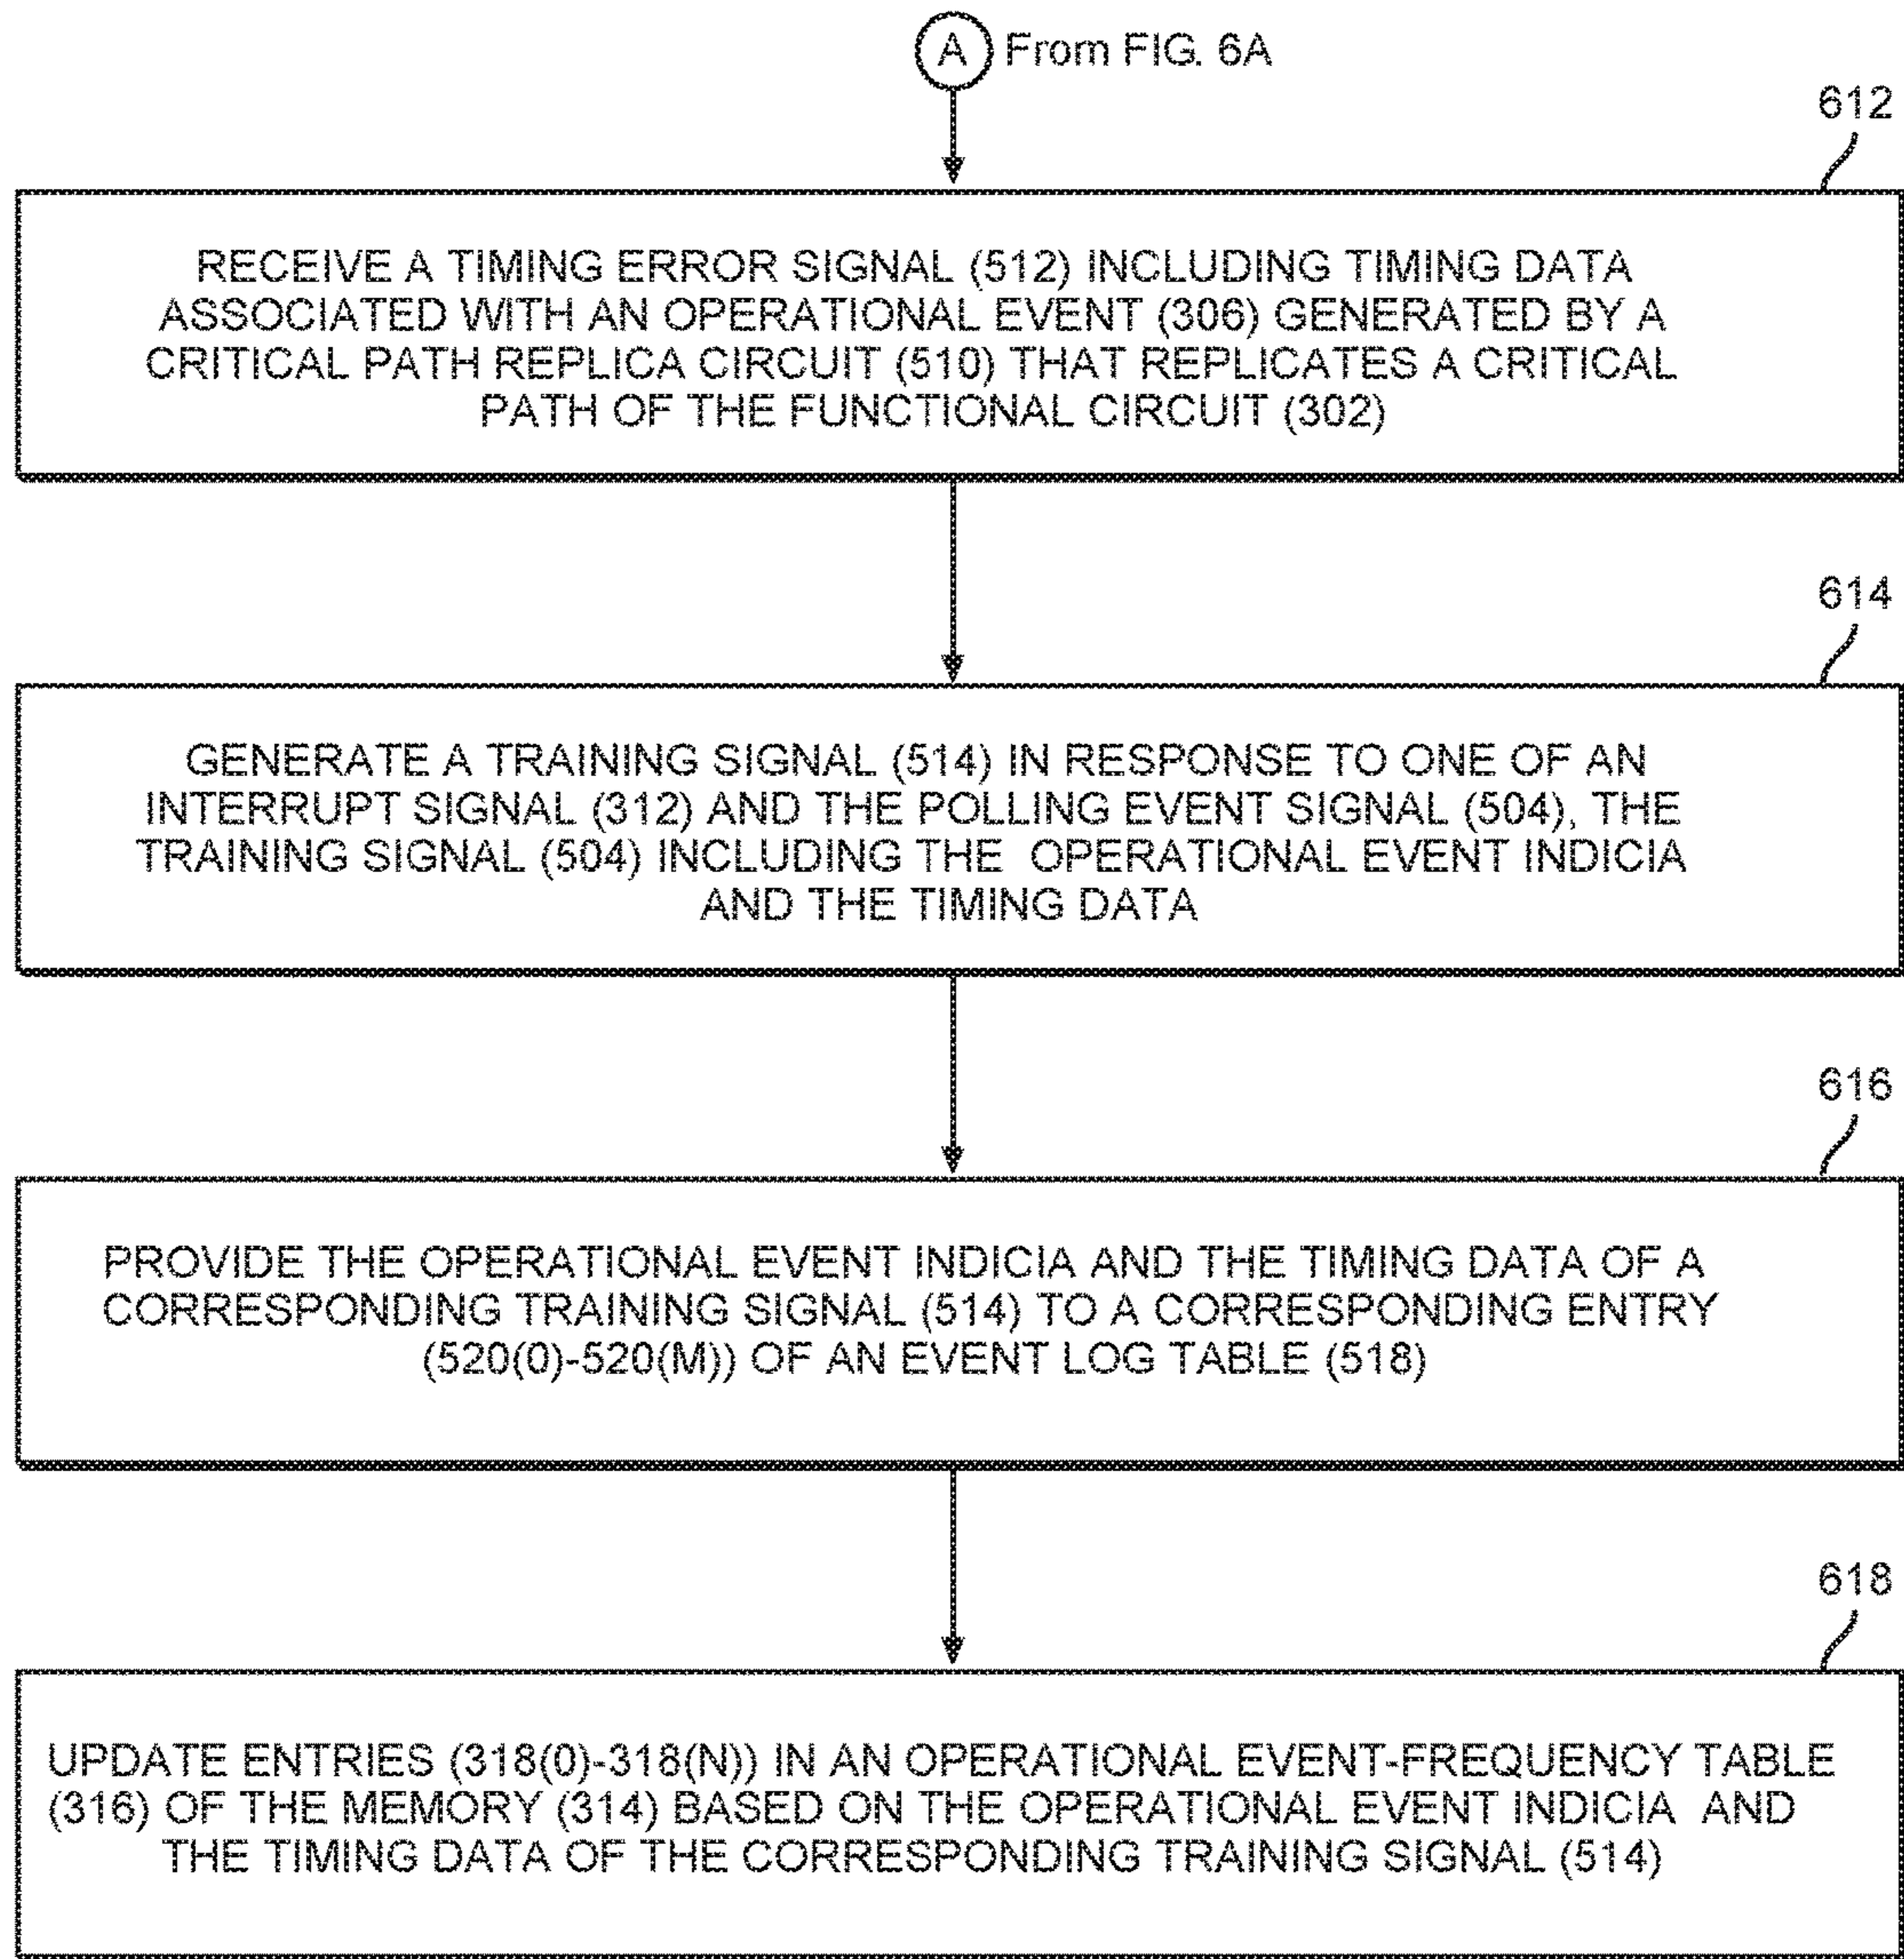 A From FIG. 6A
612
RECEIVE A TIMING ERROR SIGNAL (512) INCLUDING TIMING DATA
ASSOCIATED WITH AN OPERATIONAL EVENT (306) GENERATED BY A
CRITICAL PATH REPLICA CIRCUIT (510) THAT REPLICATES A CRITICAL
PATH OF THE FUNCTIONAL CIRCUIT (302)
614
GENERATE A TRAINING SIGNAL (514) IN RESPONSE TO ONE OF AN
INTERRUPT SIGNAL (312) AND THE POLLING EVENT SIGNAL (504), THE
TRAINING SIGNAL (504) INCLUDING THE OPERATIONAL EVENT INDICIA
AND THE TIMING DATA
616
PROVIDE THE OPERATIONAL EVENT INDICIA AND THE TIMING DATA OF A
CORRESPONDING TRAINING SIGNAL (514) TO A CORRESPONDING ENTRY
(520(0)-520(M)) OF AN EVENT LOG TABLE (518)
618
UPDATE ENTRIES (318(0)-318(N)) IN AN OPERATIONAL EVENT-FREQUENCY TABLE
(316) OF THE MEMORY (314) BASED ON THE OPERATIONAL EVENT INDICIA AND
THE TIMING DATA OF THE CORRESPONDING TRAINING SIGNAL (514)